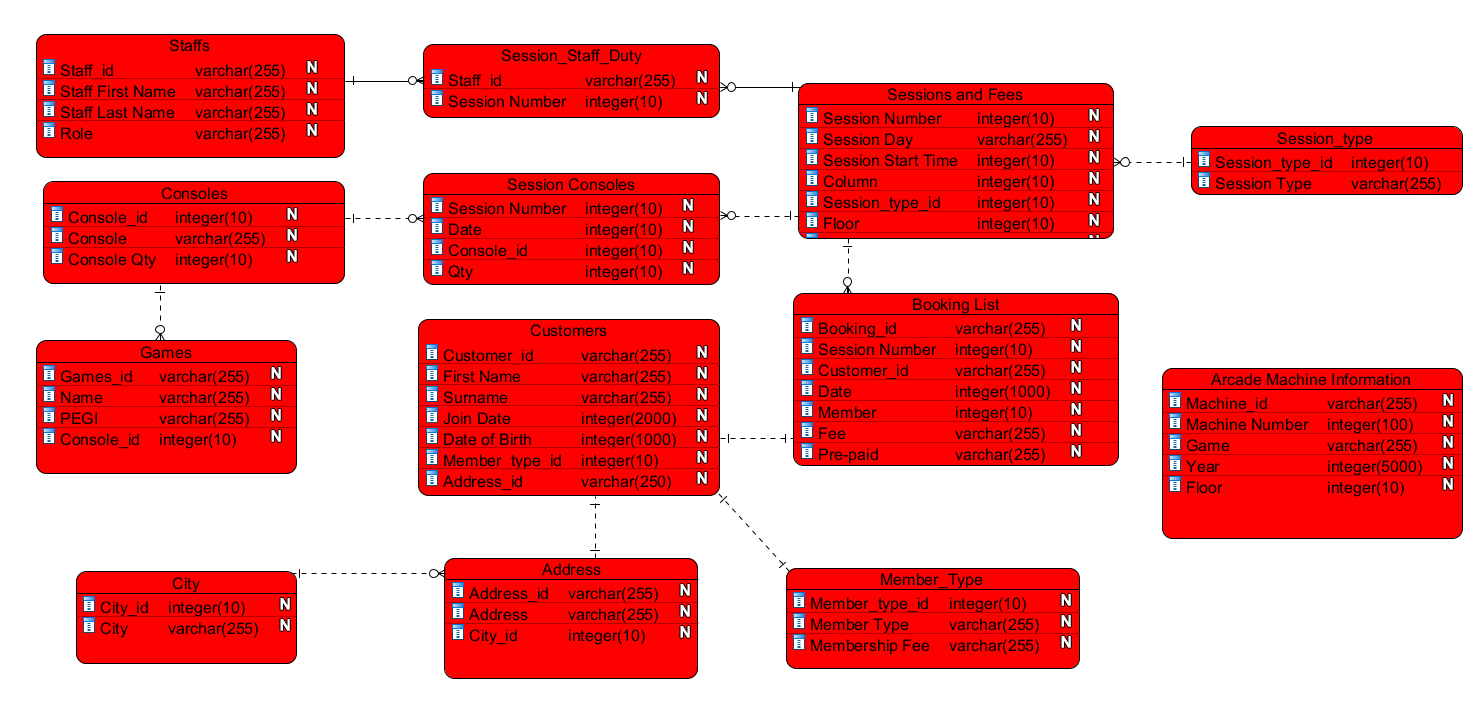 Staffs
Staff_id varchar(255) N
Staff First Name varchar(255) N
Staff Last Name varchar(255) N
Role varchar(255) N
Session_Staff_Duty
Staff_id varchar(255) N
Session Number integer(10) N
Sessions and Fees
Session Number integer(10) N
Session Day varchar(255) N
Session Start Time integer(10) N
Column integer(10) N
Session_type_id integer(10) N
Floor integer(10) N
Session_type
Session_type_id integer(10)
Session Type varchar(255)
Consoles
Console_id integer(10) N
Console varchar(255) N
Console Qty integer(10) N
Session Consoles
Session Number integer(10) N
Date integer(10) N
Console_id integer(10) N
Qty integer(10) N
Games
Games_id varchar(255) N
Name varchar(255) N
PEGI varchar(255) N
Console_id integer(10) N
Customers
Customer_id varchar(255) N
First Name varchar(255) N
Surname varchar(255) N
Join Date integer(2000) N
Date of Birth integer(1000) N
Member_type_id integer(10) N
Address_id varchar(250) N
Booking List
Booking_id varchar(255) N
Session Number integer(10) N
Customer_id varchar(255) N
Date integer(1000) N
Member integer(10) N
Fee varchar(255) N
Pre-paid varchar(255) N
Arcade Machine Information
Machine_id varchar(255) N
Machine Number integer(100) N
Game varchar(255) N
Year integer(5000) N
Floor integer(10) N
City
City_id integer(10) N
City varchar(255) N
Address
Address_id varchar(255) N
Address varchar(255) N
City_id integer(10) N
Member_Type
Member_type_id integer(10) N
Member Type varchar(255) N
Membership Fee varchar(255) N